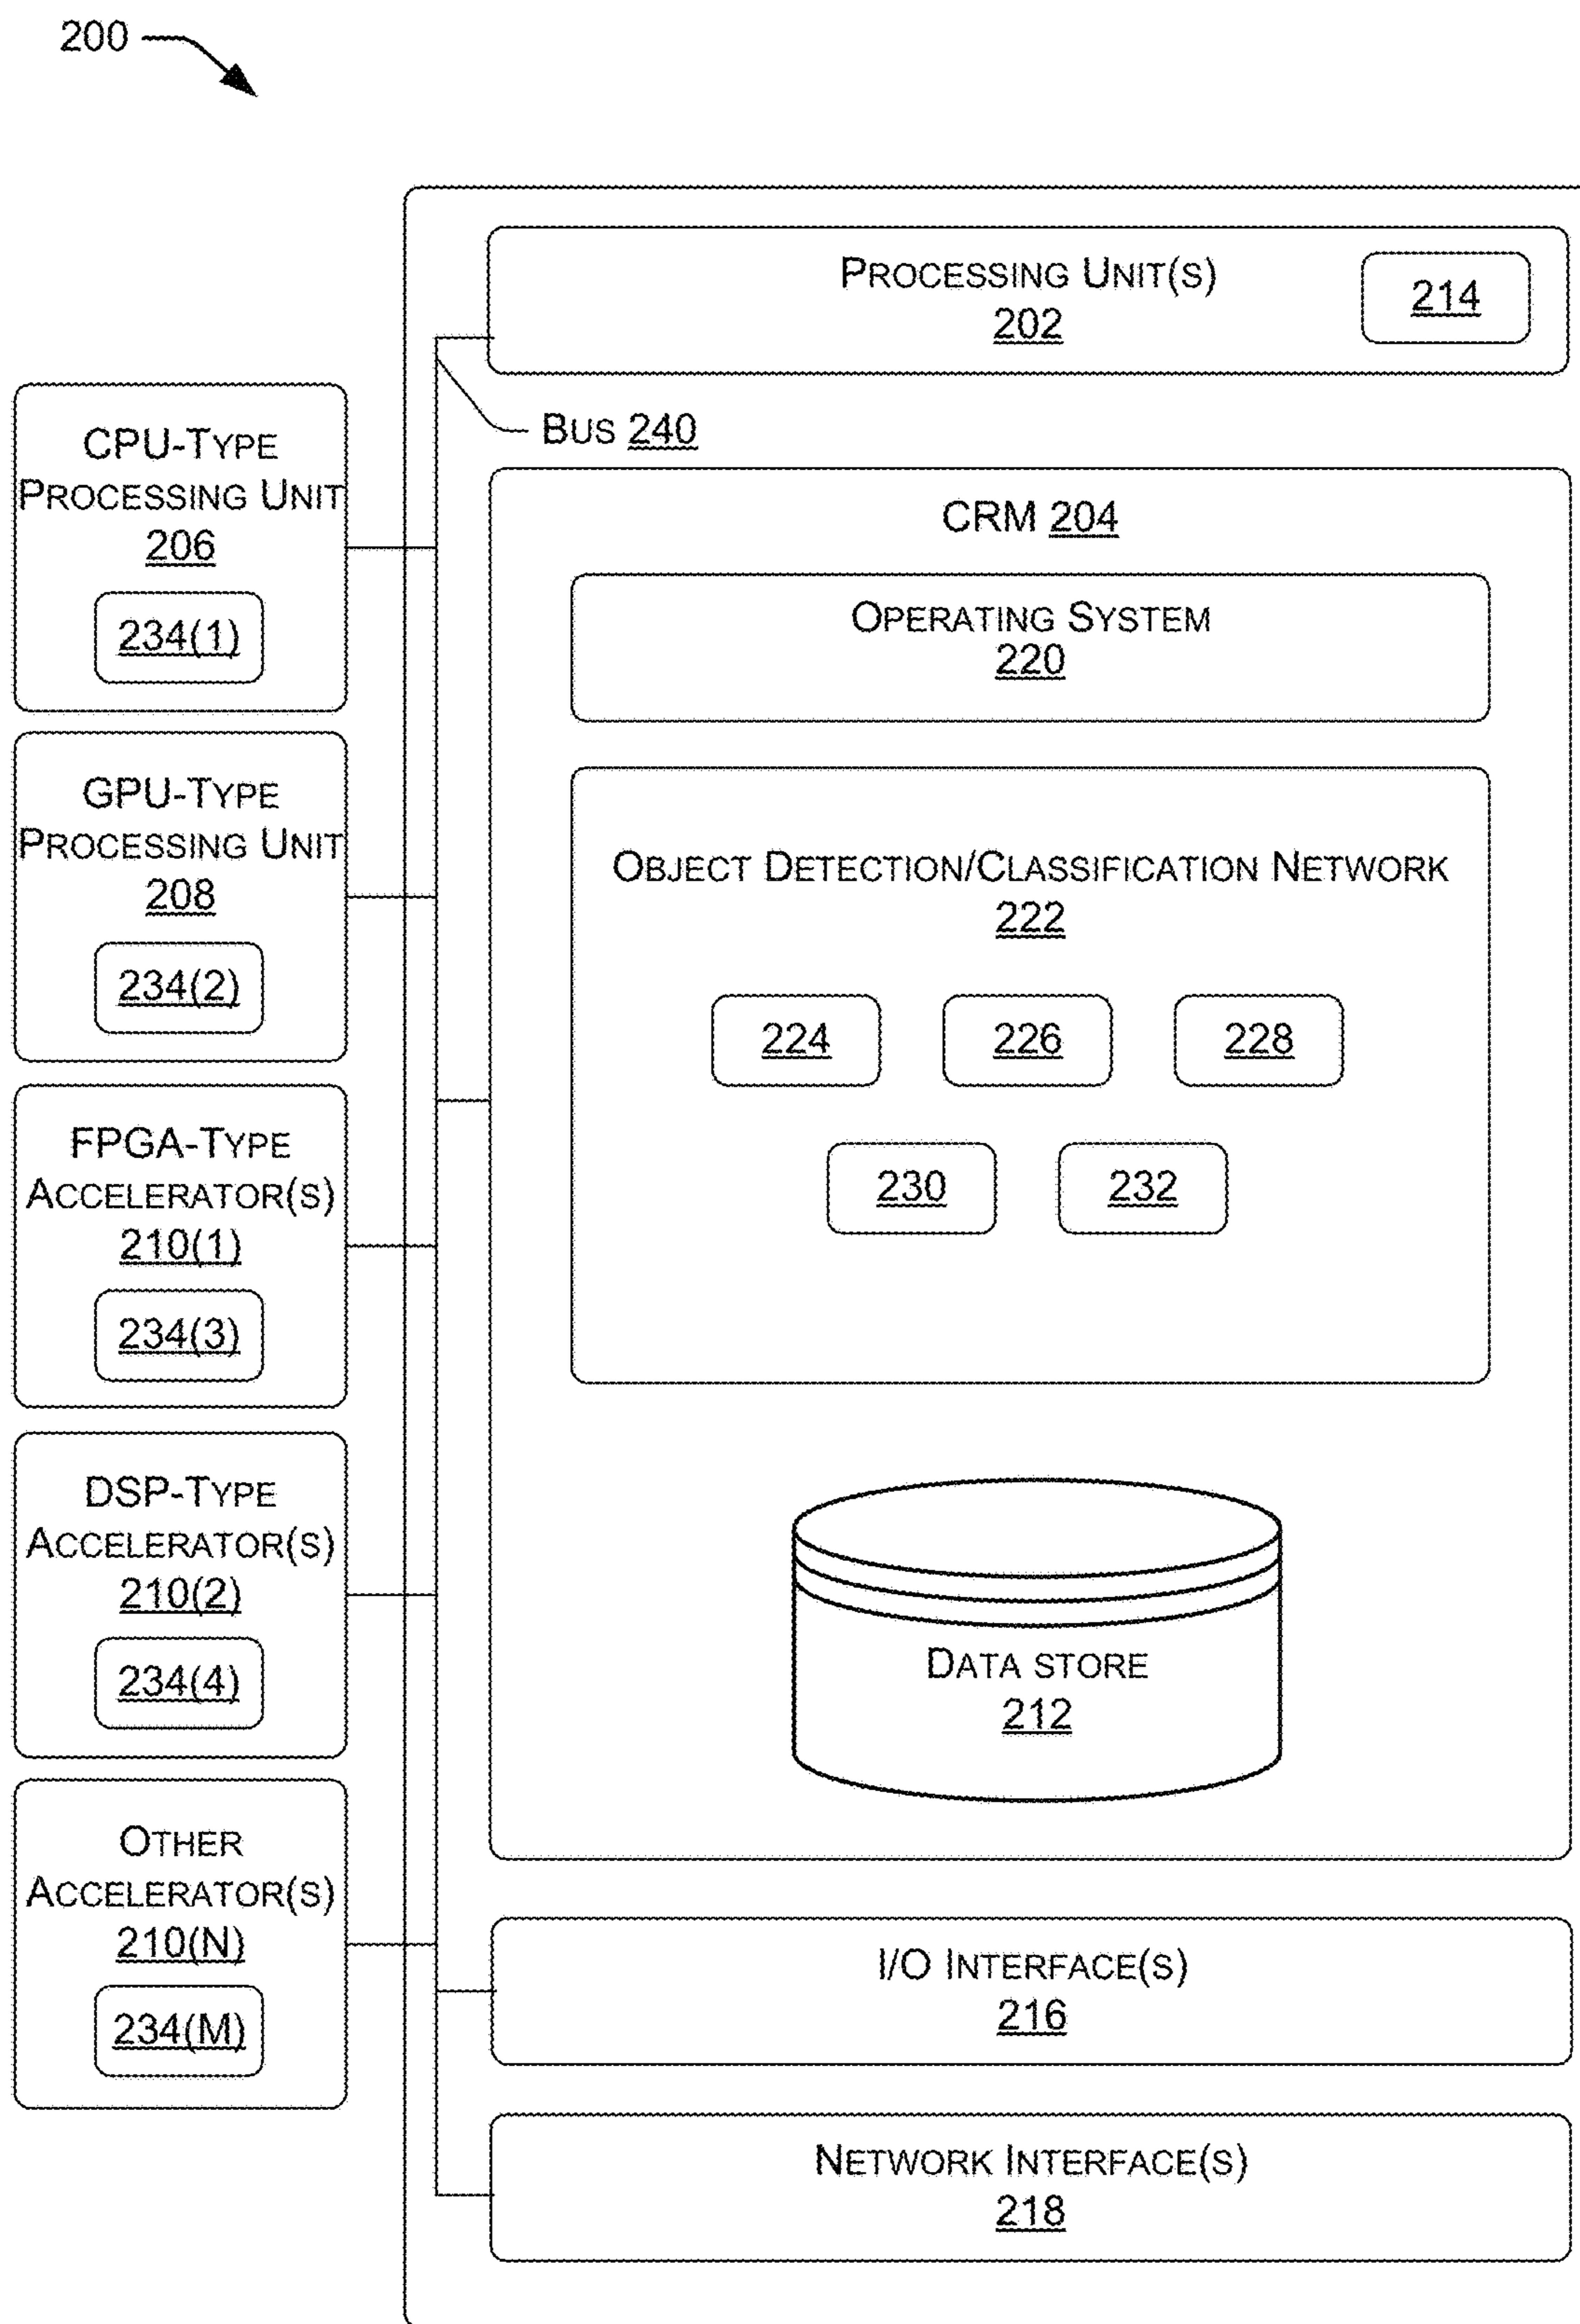 200
PROCESSING UNIT(S)
202
214
BUS 240
CPU-TYPE
PROCESSING UNIT
206
234(1)
GPU-TYPE
PROCESSING UNIT
208
234(2)
FPGA-TYPE
ACCELERATOR(S)
210(1)
234(3)
DSP-TYPE
ACCELERATOR(S)
210(2)
234(4)
OTHER
ACCELERATOR(S)
210(N)
234(M)
CRM 204
OPERATING SYSTEM
220
OBJECT DETECTION/CLASSIFICATION NETWORK
222
224 226 228
230 232
DATA STORE
212
I/O INTERFACE(S)
216
NETWORK INTERFACE(S)
218